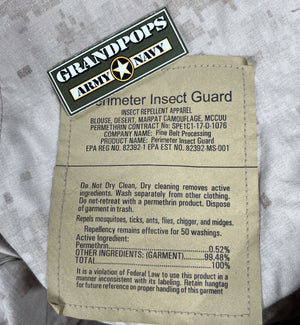 GRANDPOPS
ARMY NAVY
Perimeter Insect Guard
INSECT REPELLENT APPAREL
BLOUSE, DESERT, MARPAT CAMOUFLAGE, MCCUU
PERMETHRIN CONTRACT No: SPE1C1-17-D-1076
COMPANY NAME: Pine Belt Processing
PRODUCT NAME: Perimeter Insect Guard
EPA REG NO. 82392-1 EPA EST NO. 82392-MS-001
Do Not Dry Clean, Dry cleaning removes active
ingredients. Wash separately from other clothing.
Do not-retreat with a permethrin product. Dispose
of garment in trash.
Repels mosquitoes, ticks, ants, flies, chigger, and midges.
Repellency remains effective for 50 washings.
Active Ingredient:
Permethrin 0.52%
OTHER INGREDIENTS: (GARMENT) 99.48%
TOTAL 100%
It is a violation of Federal Law to use this product in a
manner inconsistent with its labeling. Retain hangtag
for future reference on proper handling of this garment